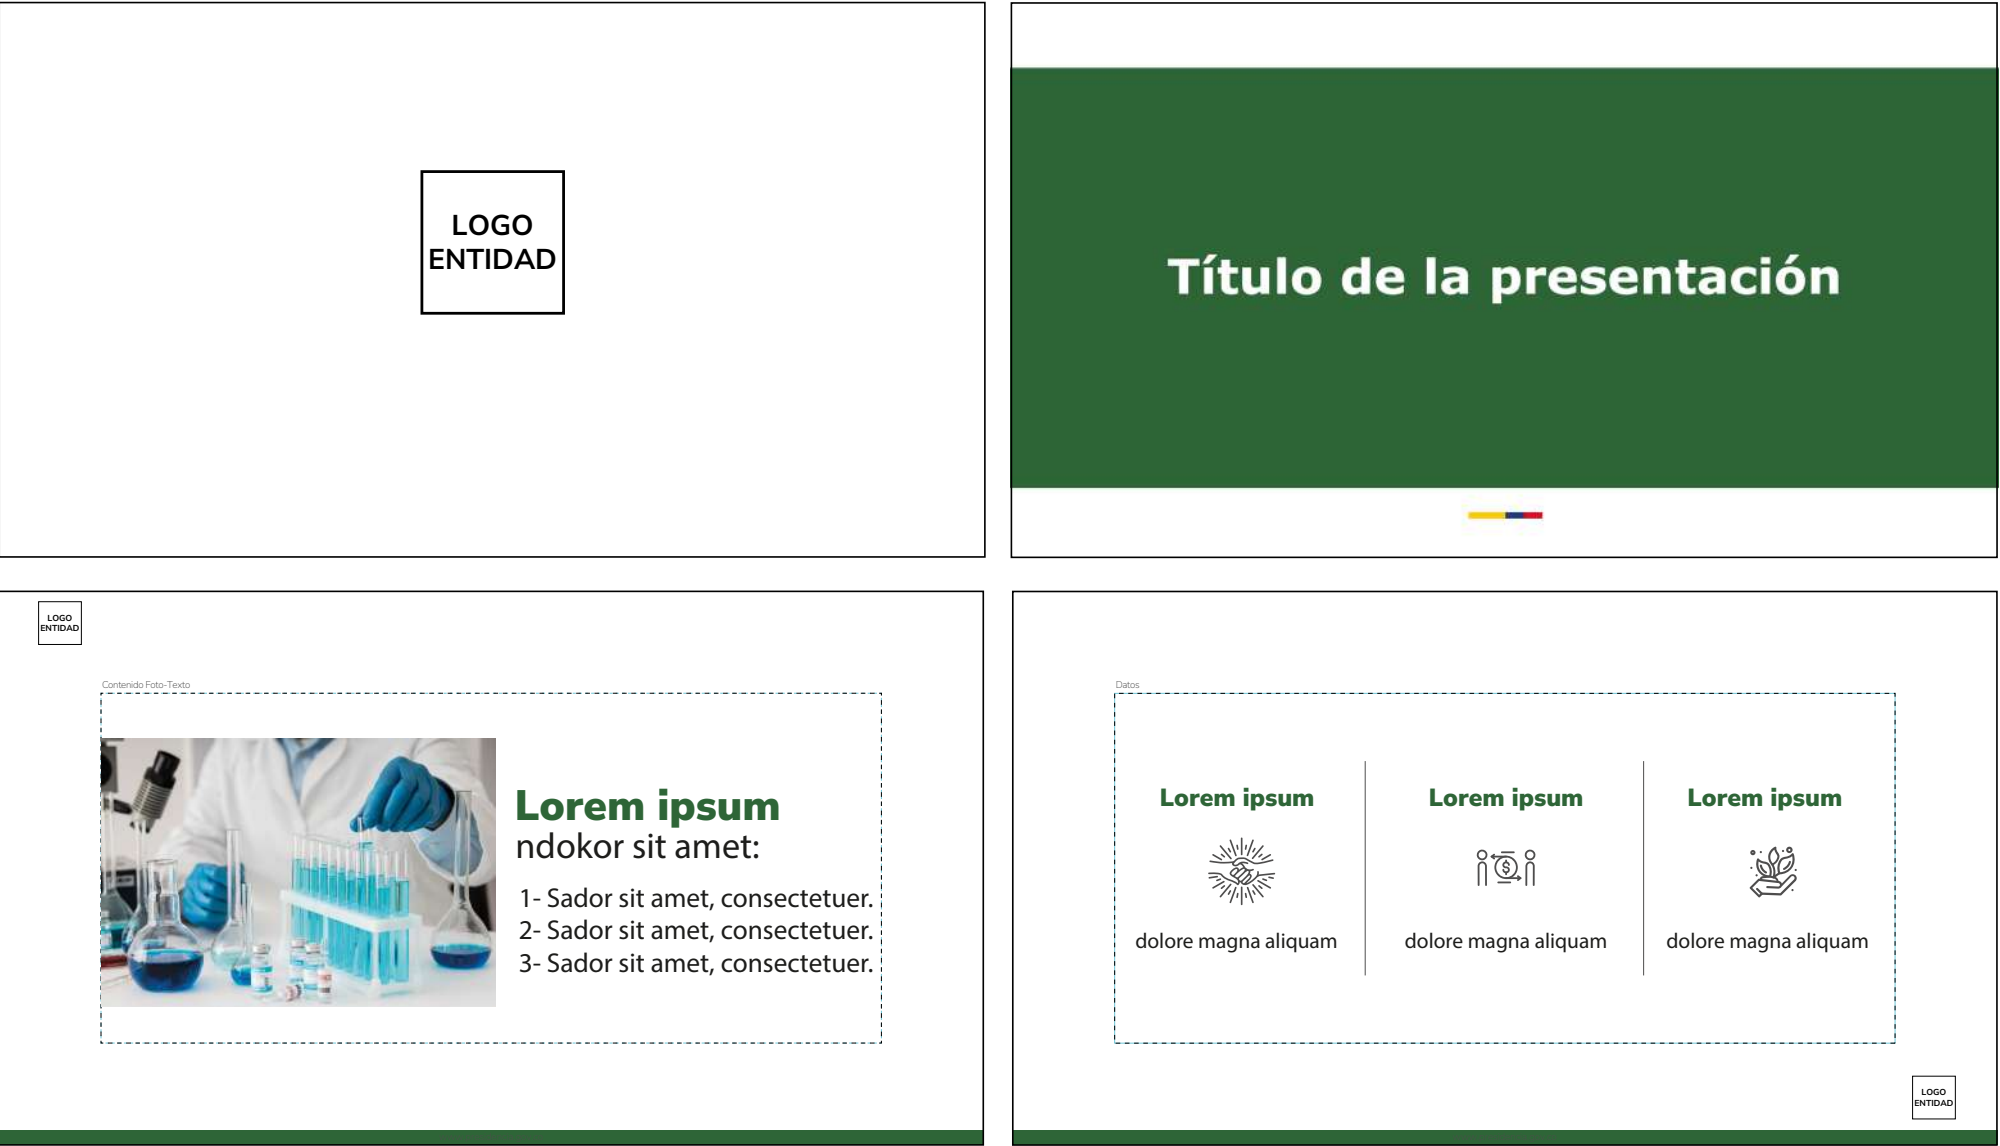 LOGO
ENTIDAD
Título de la presentación
LOGO
ENTIDAD
Contenido Foto-Texto
Lorem ipsum
ndokor sit amet:
1- Sador sit amet, consectetuer.
2- Sador sit amet, consectetuer.
3- Sador sit amet, consectetuer.
Datos
Lorem ipsum
dolore magna aliquam
Lorem ipsum
$
dolore magna aliquam
Lorem ipsum
dolore magna aliquam
LOGO
ENTIDAD